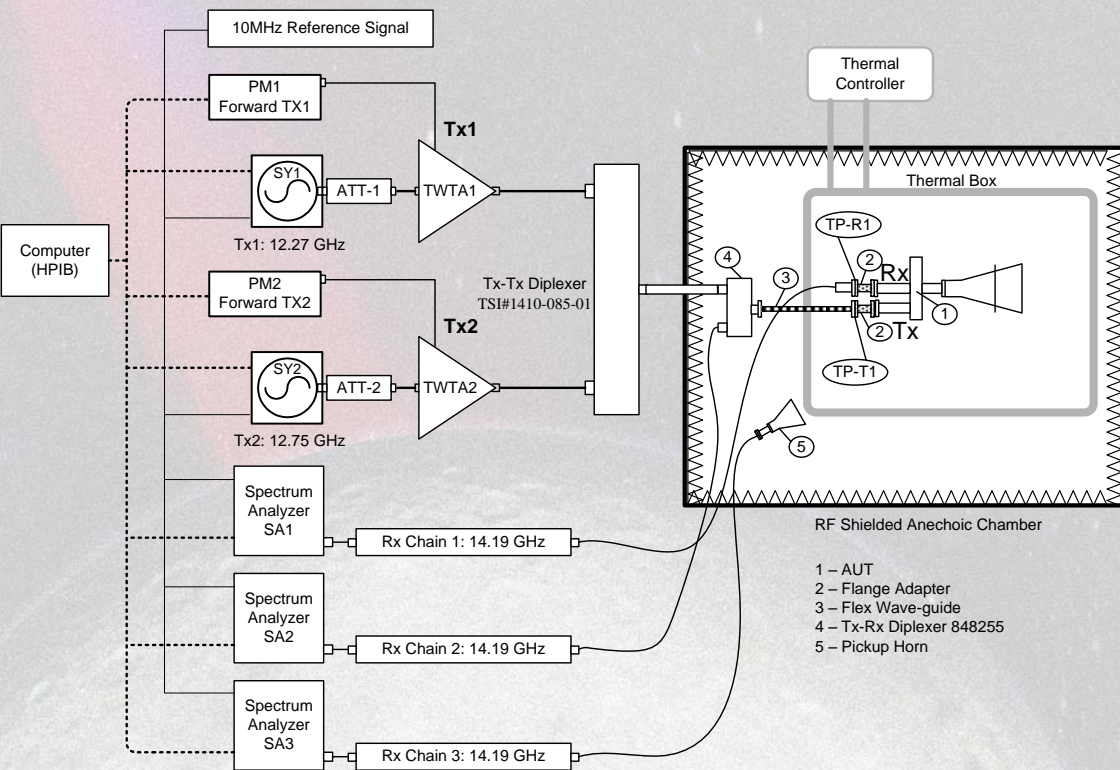 10MHz Reference Signal
PM1
Forward TX1
Tx1
SY1
ATT-1
TWTA1
Tx1: 12.27 GHz
Computer
(HPIB)
PM2
Forward TX2
Tx2
SY2
ATT-2
TWTA2
Tx2: 12.75 GHz
Tx-Tx Diplexer
TSI#1410-085-01
Spectrum
Analyzer
SA1
Rx Chain 1: 14.19 GHz
Spectrum
Analyzer
SA2
Rx Chain 2: 14.19 GHz
Spectrum
Analyzer
SA3
Rx Chain 3: 14.19 GHz
Thermal
Controller
Thermal Box
TP-R1
4
3
2
Rx
1
2
Tx
TP-T1
5
RF Shielded Anechoic Chamber
1 – AUT
2 – Flange Adapter
3 – Flex Wave-guide
4 – Tx-Rx Diplexer 848255
5 – Pickup Horn